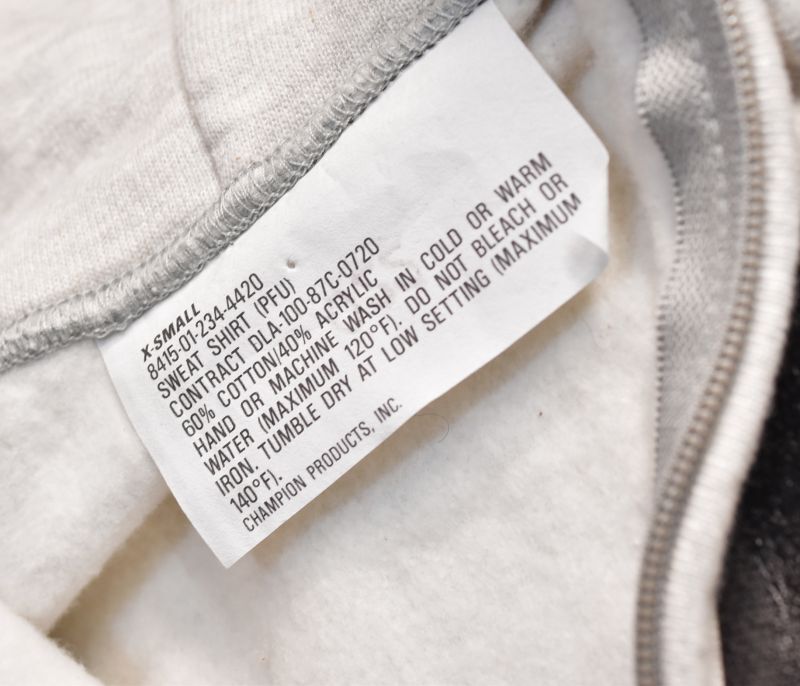 X-SMALL
8415-01-234-4420
SWEAT SHIRT (PFU)
CONTRACT DLA-100-87C-0720
60% COTTON/40% ACRYLIC
HAND OR MACHINE WASH IN COLD OR WARM
WATER (MAXIMUM 120°F). DO NOT BLEACH OR
IRON. TUMBLE DRY AT LOW SETTING (MAXIMUM
140°F).
CHAMPION PRODUCTS, INC.